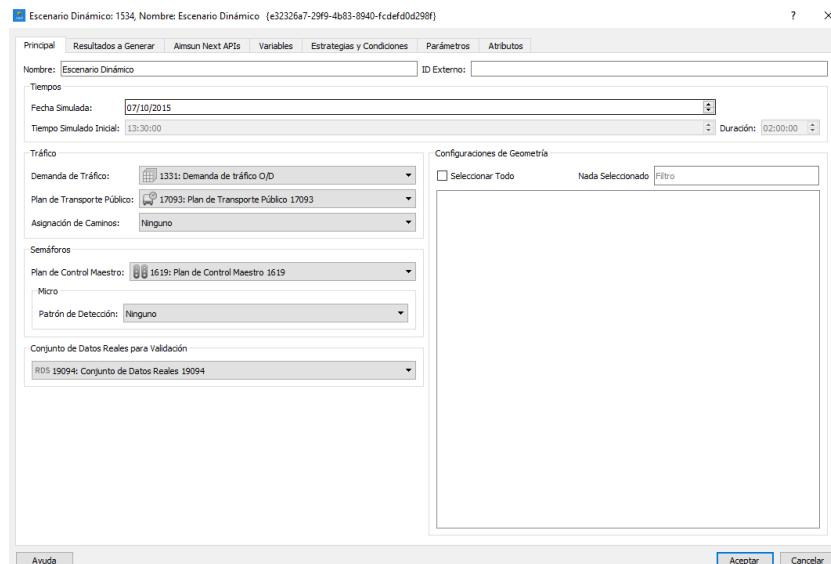 Escenario Dinámico: 1534, Nombre: Escenario Dinámico {e32326a7-29f9-4b83-8940-fcdefd0d298f}
Principal Resultados a Generar Aimsun Next APIs Variables Estrategias y Condiciones Parámetros Atributos
Nombre: Escenario Dinámico ID Externo:
Tiempos
Fecha Simulada: 07/10/2015
Tiempo Simulado Inicial: 13:30:00 Duración: 02:00:00
Tráfico
Demanda de Tráfico: 1331: Demanda de tráfico O/D
Plan de Transporte Público: 17093: Plan de Transporte Público 17093
Asignación de Caminos: Ninguno
Semáforos
Plan de Control Maestro: 1619: Plan de Control Maestro 1619
Micro
Patrón de Detección: Ninguno
Conjunto de Datos Reales para Validación
RDS 19094: Conjunto de Datos Reales 19094
Configuraciones de Geometría
Seleccionar Todo Nada Seleccionado Filtro
Ayuda Aceptar Cancelar